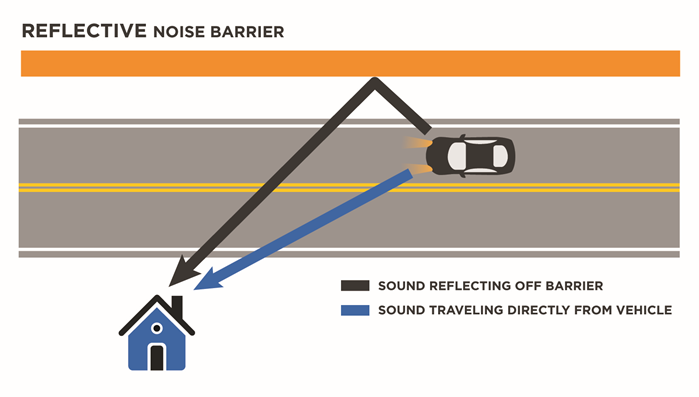 REFLECTIVE NOISE BARRIER
SOUND REFLECTING OFF BARRIER
SOUND TRAVELING DIRECTLY FROM VEHICLE